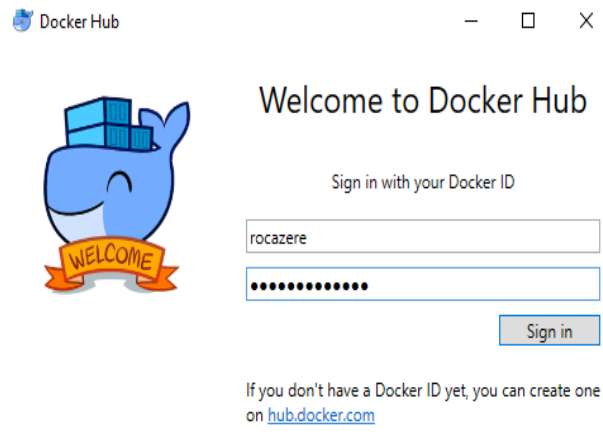 Docker Hub
Welcome to Docker Hub
Sign in with your Docker ID
rocazere
•••••••••••••
WELCOME
Sign in
If you don't have a Docker ID yet, you can create one
on hub.docker.com